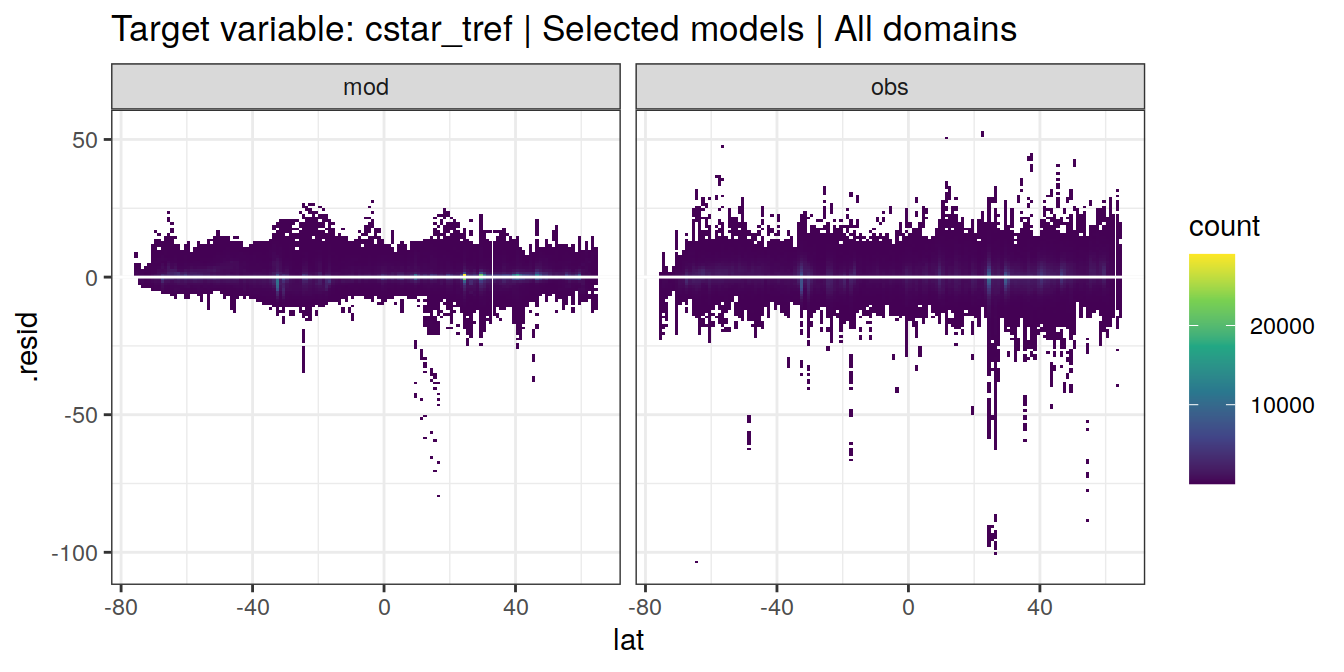 Target variable: cstar_tref | Selected models | All domains
mod
obs
50
0
-50
-100
.resid
-80
-40
0
40
-80
-40
0
40
lat
count
20000
10000